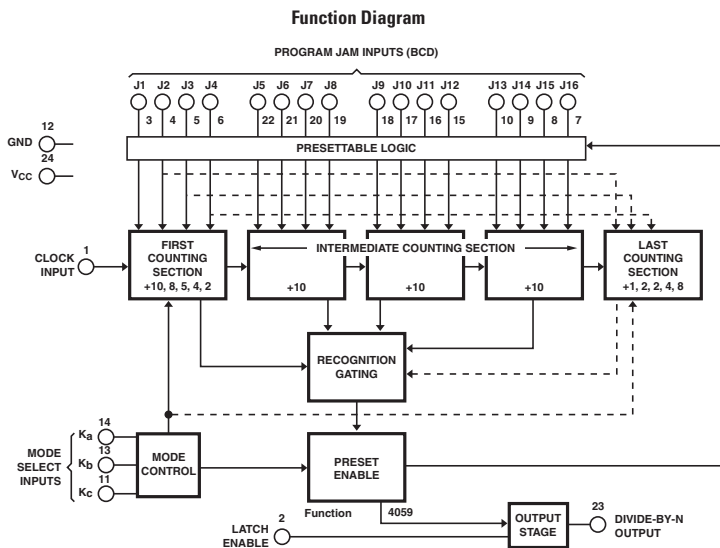 Function Diagram
PROGRAM JAM INPUTS (BCD)
J1 J2 J3 J4 J5 J6 J7 J8 J9 J10 J11 J12 J13 J14 J15 J16
3 4 5 6 22 21 20 19 18 17 16 15 10 9 8 7
12
GND
24
VCC
PRESETTABLE LOGIC
1
CLOCK
INPUT
FIRST
COUNTING
SECTION
+10, 8, 5, 4, 2
INTERMEDIATE COUNTING SECTION
+10 +10 +10
LAST
COUNTING
SECTION
+1, 2, 2, 4, 8
RECOGNITION
GATING
MODE
SELECT
INPUTS
14
Ka
13
Kb
11
Kc
MODE
CONTROL
PRESET
ENABLE
Function 4059
2
LATCH
ENABLE
OUTPUT
STAGE
23
DIVIDE-BY-N
OUTPUT